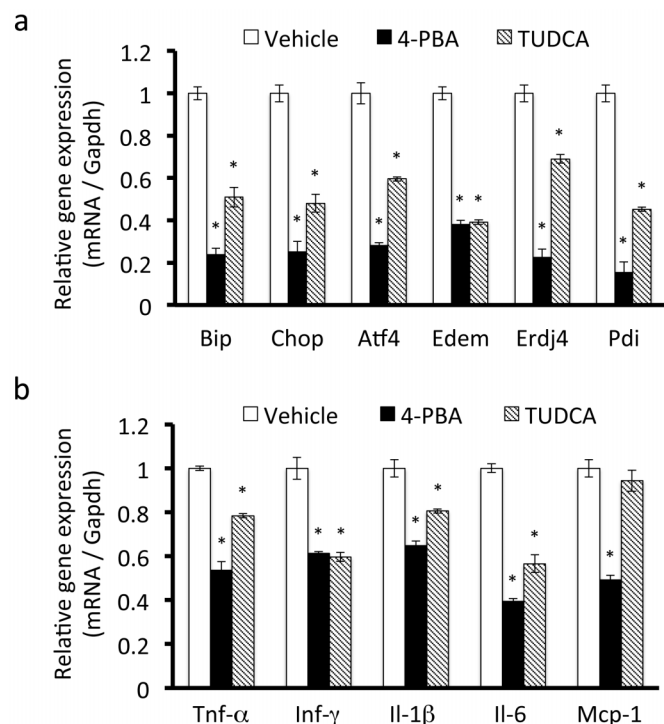 a
Vehicle 4-PBA TUDCA
Relative gene expression
(mRNA / Gapdh)
1.2
1
0.8
0.6
0.4
0.2
0
* * * * * * * * * * * *
Bip Chop Atf4 Edem Erdj4 Pdi
b
Vehicle 4-PBA TUDCA
Relative gene expression
(mRNA / Gapdh)
1.2
1
0.8
0.6
0.4
0.2
0
* * * * * * * * *
Tnf-α Inf-γ Il-1β Il-6 Mcp-1